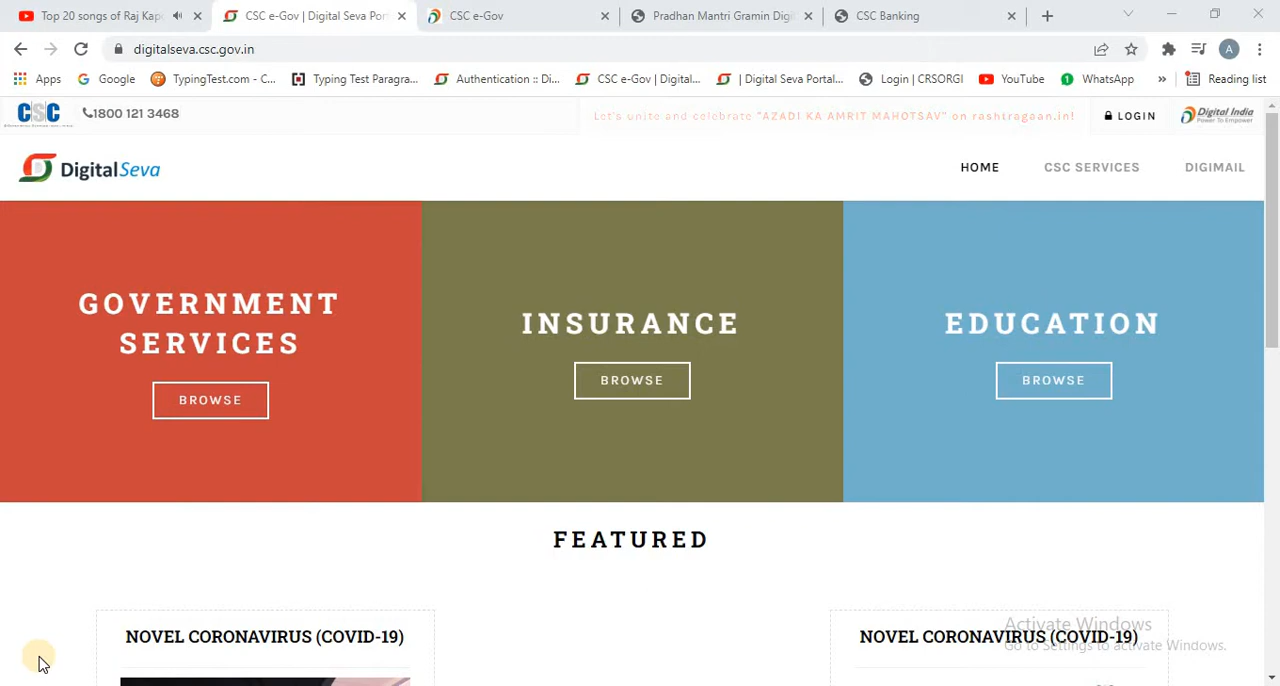 Top 20 songs of Raj Kapo
CSC e-Gov | Digital Seva Por
CSC e-Gov
Pradhan Mantri Gramin Digi
CSC Banking
digitalseva.csc.gov.in
A
Apps
Google
TypingTest.com - C...
Typing Test Paragra...
Authentication :: Di...
CSC e-Gov | Digital...
| Digital Seva Portal...
Login | CRSORGI
YouTube
1
WhatsApp
»
Reading list
CSC
1800 121 3468
Let's unite and celebrate "AZADI KA AMRIT MAHOTSAV" on rashtragaan.in!
LOGIN
Digital India
Power To Empower
DigitalSeva
HOME
CSC SERVICES
DIGIMAIL
GOVERNMENT
SERVICES
BROWSE
INSURANCE
BROWSE
EDUCATION
BROWSE
FEATURED
NOVEL CORONAVIRUS (COVID-19)
NOVEL CORONAVIRUS (COVID-19)
Activate Windows
Go to Settings to activate Windows.